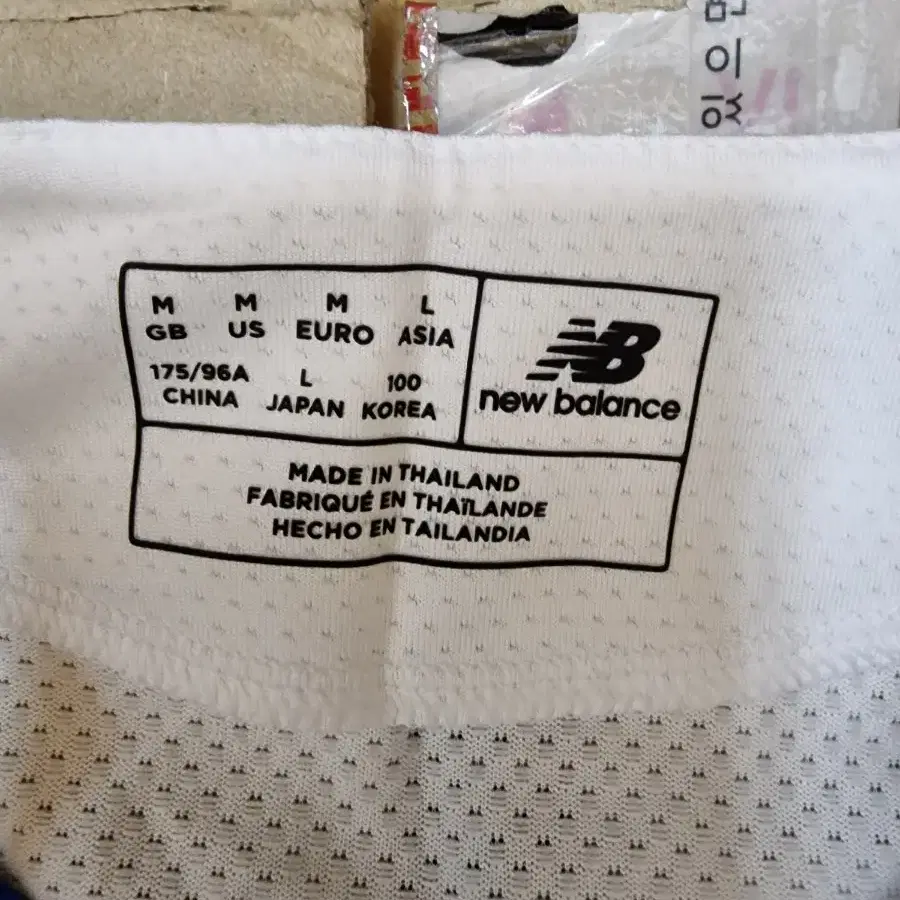 M M M L
GB US EURO ASIA
175/96A L 100
CHINA JAPAN KOREA
NB
new balance
MADE IN THAILAND
FABRIQUÉ EN THAÏLANDE
HECHO EN TAILANDIA